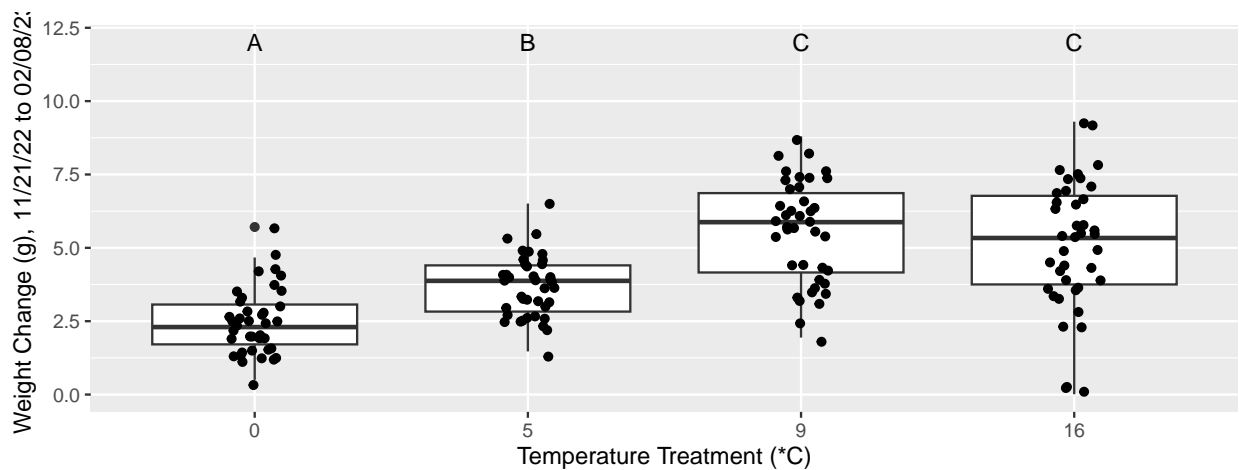 Weight Change (g), 11/21/22 to 02/08/2
12.5
10.0
7.5
5.0
2.5
0.0
A B C C
0 5 9 16
Temperature Treatment (*C)